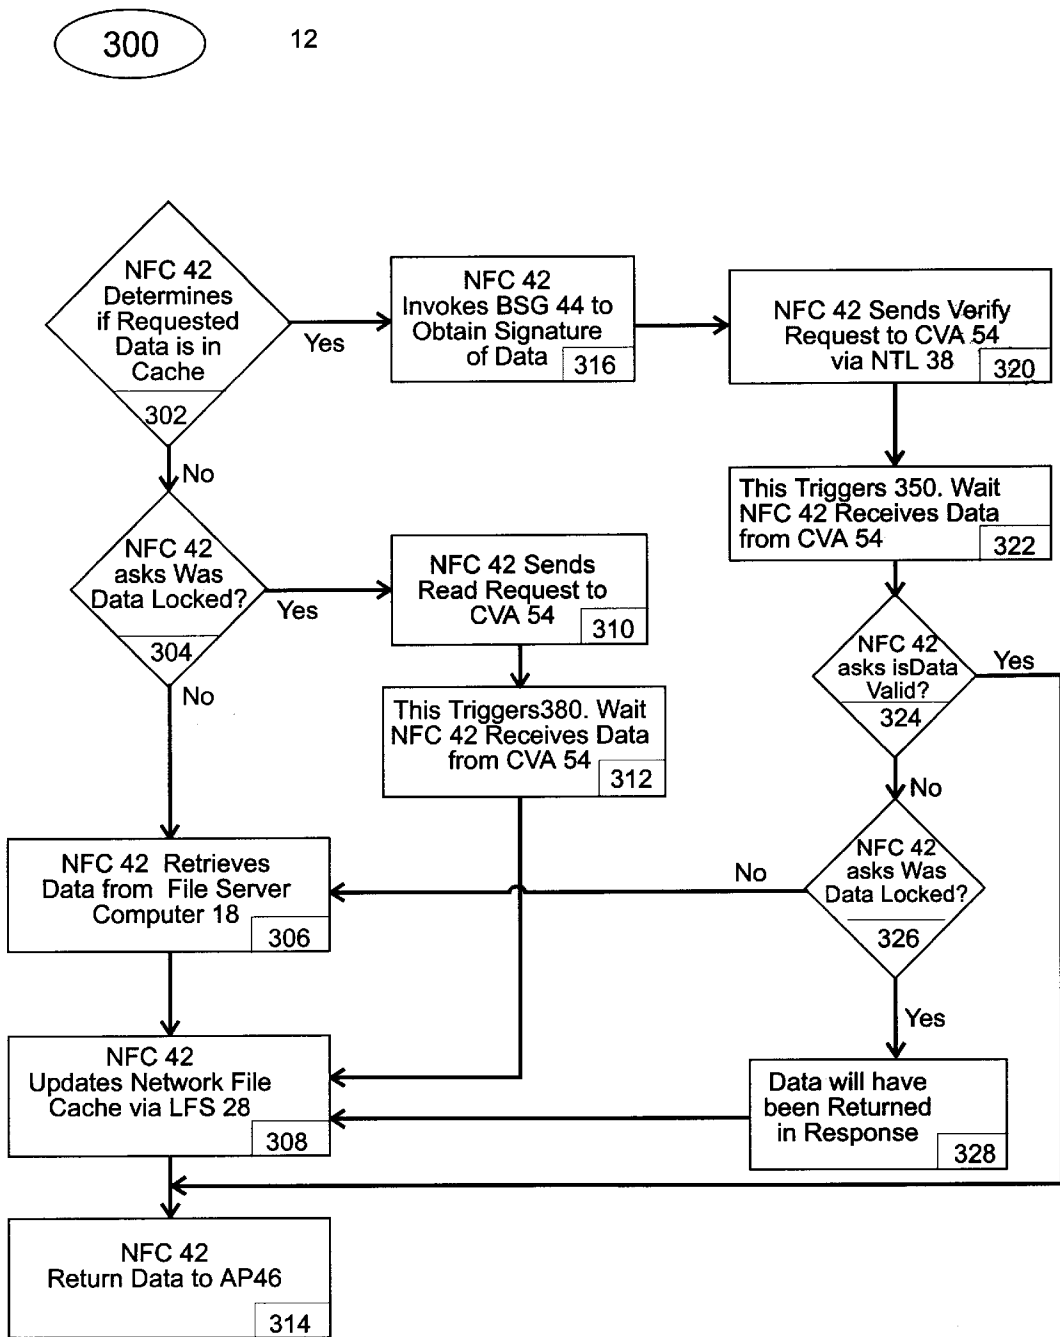 300
12
NFC 42
Determines
if Requested
Data is in
Cache
302
Yes
No
NFC 42
Invokes BSG 44 to
Obtain Signature
of Data
316
NFC 42 Sends Verify
Request to CVA 54
via NTL 38
320
This Triggers 350. Wait
NFC 42 Receives Data
from CVA 54
322
NFC 42
asks Was
Data Locked?
304
Yes
No
NFC 42 Sends
Read Request to
CVA 54
310
This Triggers380. Wait
NFC 42 Receives Data
from CVA 54
312
NFC 42
asks isData
Valid?
324
Yes
No
NFC 42
asks Was
Data Locked?
326
No
Yes
NFC 42 Retrieves
Data from File Server
Computer 18
306
NFC 42
Updates Network File
Cache via LFS 28
308
Data will have
been Returned
in Response
328
NFC 42
Return Data to AP46
314